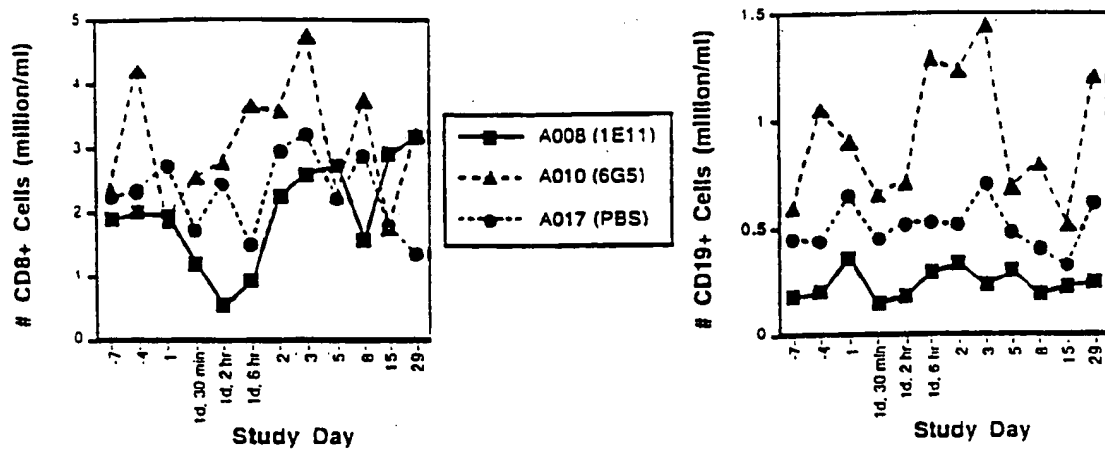 # CD8+ Cells (million/ml)
5
4
3
2
1
0
-7
-4
1
1d, 30 min
1d, 2 hr
1d, 6 hr
2
3
5
8
15
29
Study Day
A008 (1E11)
A010 (6G5)
A017 (PBS)
# CD19+ Cells (million/ml)
1.5
1
0.5
0
-7
-4
1
1d, 30 min
1d, 2 hr
1d, 6 hr
2
3
5
8
15
29
Study Day